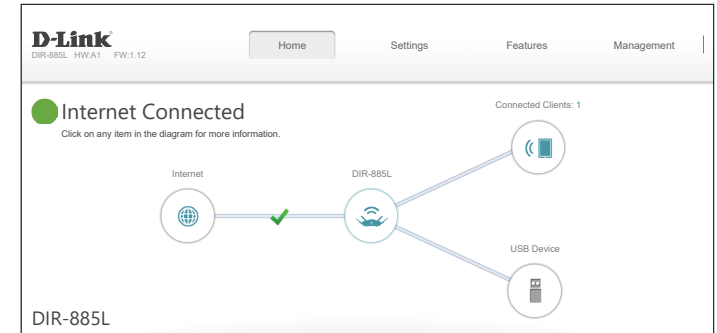 D-Link
DIR-885L HW:A1 FW:1.12
Home Settings Features Management
Internet Connected
Click on any item in the diagram for more information.
Connected Clients: 1
Internet
DIR-885L
USB Device
DIR-885L